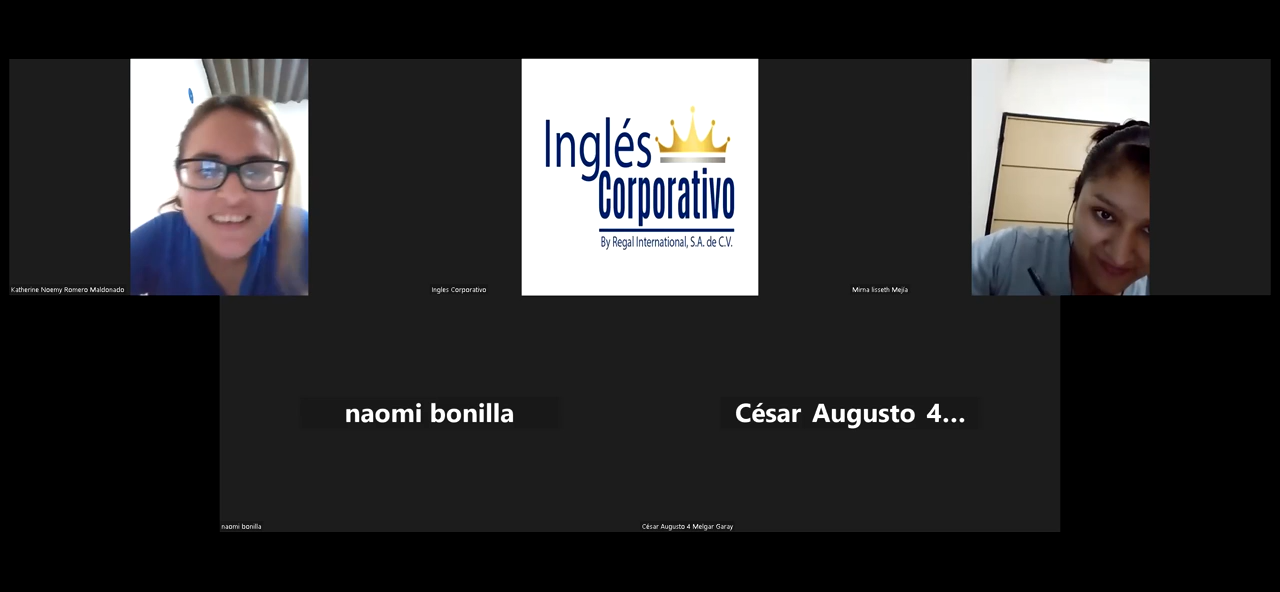 Inglés
Corporativo
By Regal International, S.A. de C.V.
Katherine Noemy Romero Maldonado
Ingles Corporativo
Mirna lisseth Mejía
naomi bonilla
César Augusto 4...
naomi bonilla
César Augusto 4 Melgar Garay